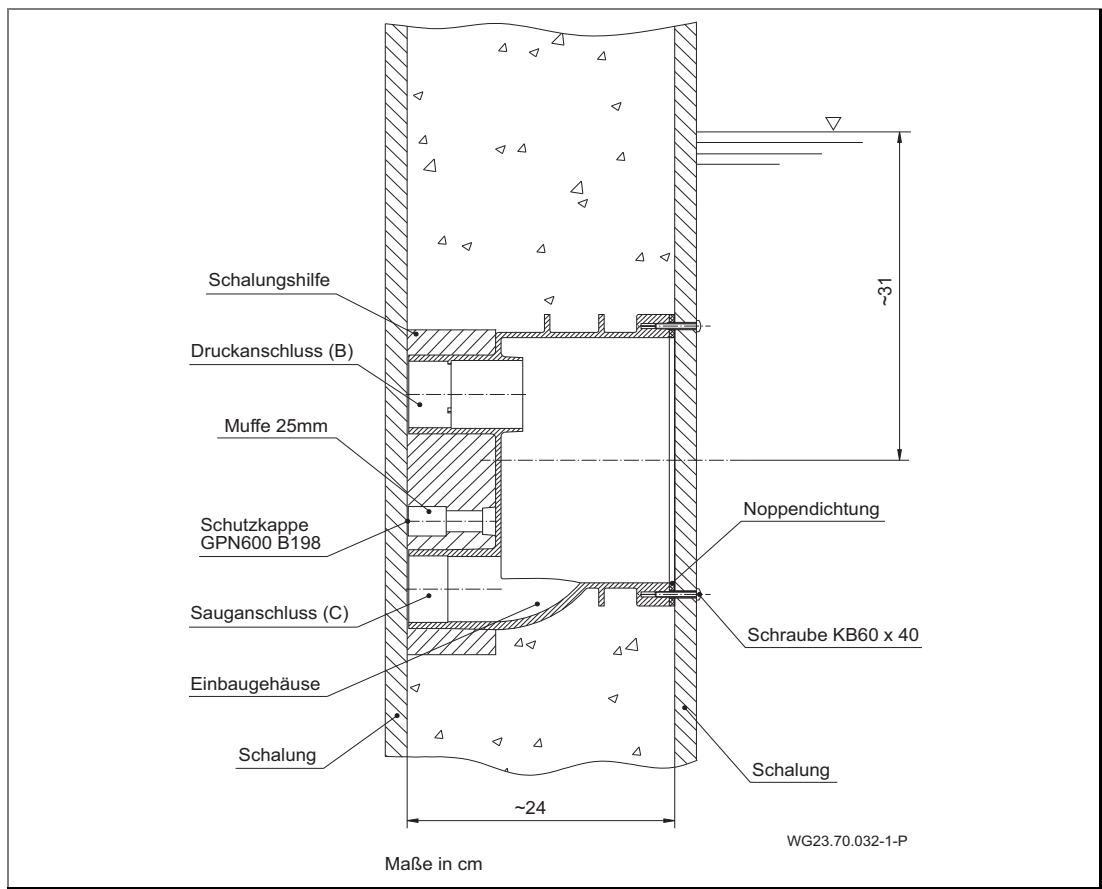 ~31
Schalungshilfe
Druckanschluss (B)
Muffe 25mm
Schutzkappe
GPN600 B198
Sauganschluss (C)
Einbaugehäuse
Schalung
Noppendichtung
Schraube KB60 x 40
Schalung
~24
WG23.70.032-1-P
Maße in cm